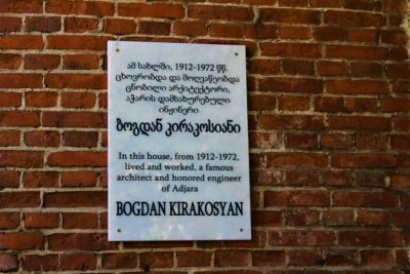 ამ სახლში, 1912-1972 წწ.
ცხოვრობდა და მოღვაწეობდა
ცნობილი არქიტექტორი,
აჭარის დამსახურებული
ინჟინერი
ბოგდან კირაკოსიანი
In this house, from 1912-1972,
lived and worked, a famous
architect and honored engineer
of Adjara
BOGDAN KIRAKOSYAN